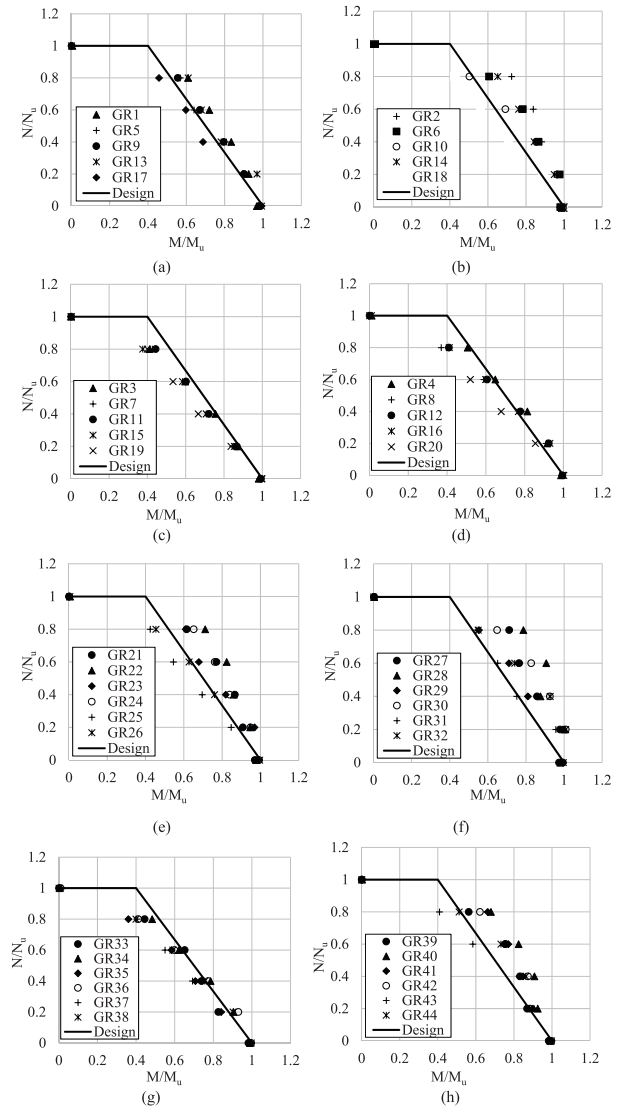 1.2
1
0.8
0.6
0.4
0.2
0
N/Nu
GR1
GR5
GR9
GR13
GR17
Design
0 0.2 0.4 0.6 0.8 1 1.2
M/Mu
(a)
1.2
1
0.8
0.6
0.4
0.2
0
N/Nu
GR2
GR6
GR10
GR14
GR18
Design
0 0.2 0.4 0.6 0.8 1 1.2
M/Mu
(b)
1.2
1
0.8
0.6
0.4
0.2
0
N/Nu
GR3
GR7
GR11
GR15
GR19
Design
0 0.2 0.4 0.6 0.8 1 1.2
M/Mu
(c)
1.2
1
0.8
0.6
0.4
0.2
0
N/Nu
GR4
GR8
GR12
GR16
GR20
Design
0 0.2 0.4 0.6 0.8 1 1.2
M/Mu
(d)
1.2
1
0.8
0.6
0.4
0.2
0
N/Nu
GR21
GR22
GR23
GR24
GR25
GR26
Design
0 0.2 0.4 0.6 0.8 1 1.2
M/Mu
(e)
1.2
1
0.8
0.6
0.4
0.2
0
N/Nu
GR27
GR28
GR29
GR30
GR31
GR32
Design
0 0.2 0.4 0.6 0.8 1 1.2
M/Mu
(f)
1.2
1
0.8
0.6
0.4
0.2
0
N/Nu
GR33
GR34
GR35
GR36
GR37
GR38
Design
0 0.2 0.4 0.6 0.8 1 1.2
M/Mu
(g)
1.2
1
0.8
0.6
0.4
0.2
0
N/Nu
GR39
GR40
GR41
GR42
GR43
GR44
Design
0 0.2 0.4 0.6 0.8 1 1.2
M/Mu
(h)